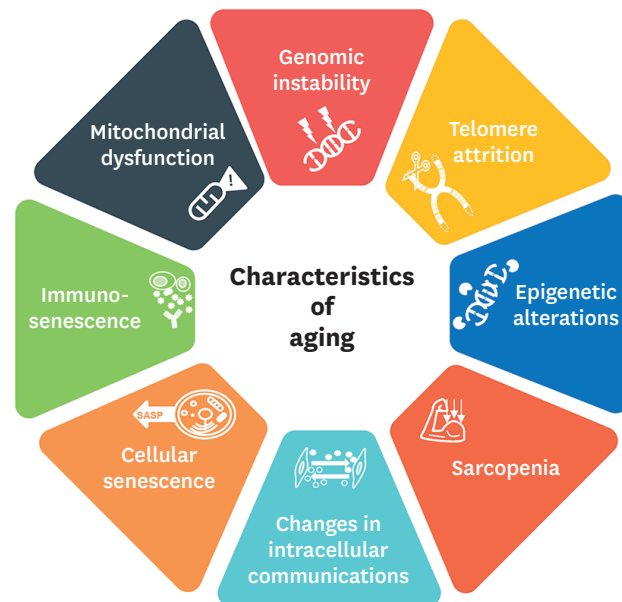 Characteristics
of
aging
Genomic
instability
Telomere
attrition
Epigenetic
alterations
Sarcopenia
Changes in
intracellular
communications
SASP
Cellular
senescence
Immuno-
senescence
Mitochondrial
dysfunction
!